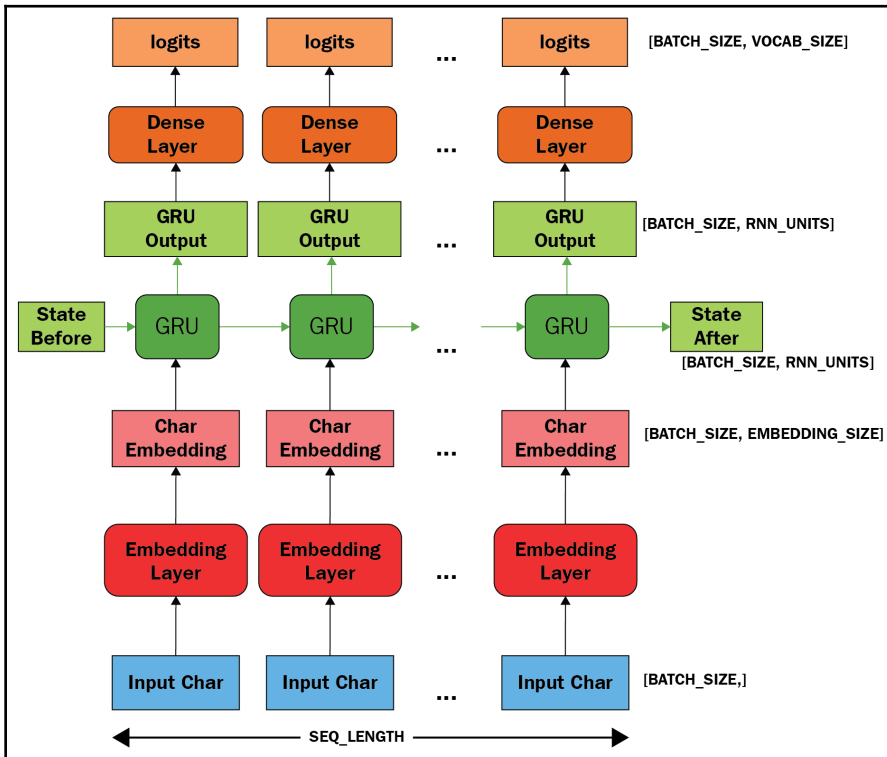 logits logits ... logits [BATCH_SIZE, VOCAB_SIZE]
Dense Dense Dense
Layer Layer ... Layer
GRU GRU GRU [BATCH_SIZE, RNN_UNITS]
Output Output ... Output
State GRU GRU ... GRU State
Before After
[BATCH_SIZE, RNN_UNITS]
Char Char Char [BATCH_SIZE, EMBEDDING_SIZE]
Embedding Embedding ... Embedding
Embedding Embedding Embedding
Layer Layer ... Layer
Input Char Input Char ... Input Char [BATCH_SIZE,]
SEQ_LENGTH